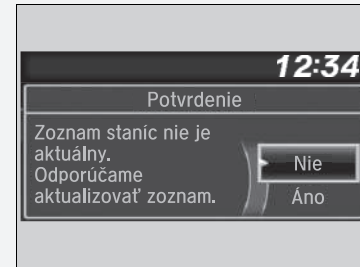 12:34
Potvrdenie
Zoznam staníc nie je
aktuálny.
Odporúčame
aktualizovať zoznam.
Nie
Áno